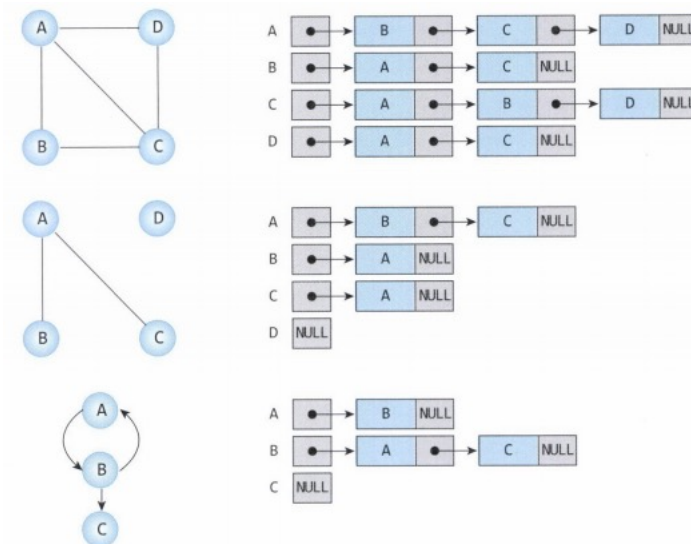 A D
B C
A B C D NULL
B A C NULL
C A B D NULL
D A C NULL
A D
B C
A B C NULL
B A NULL
C A NULL
D NULL
A
B
C
A B NULL
B A C NULL
C NULL